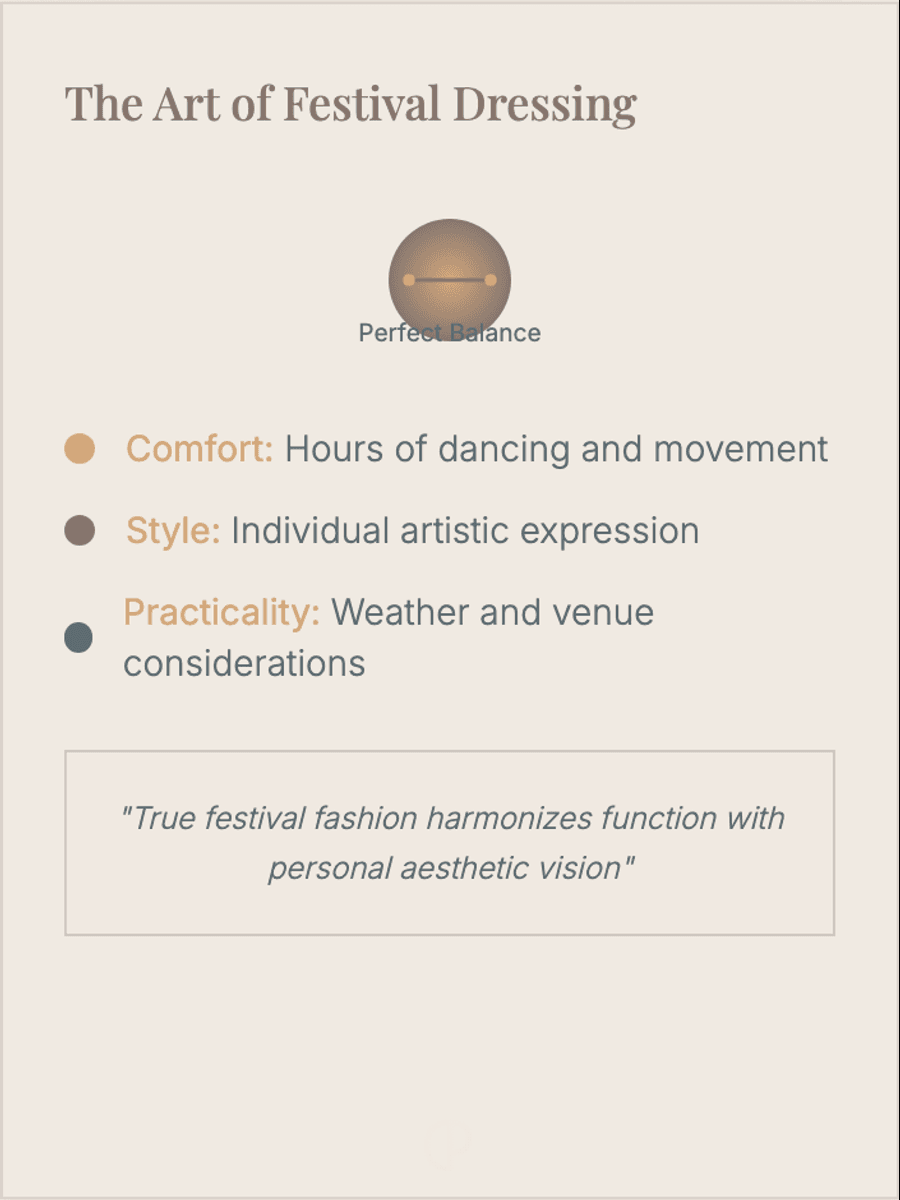 The Art of Festival Dressing
Perfect Balance
Comfort: Hours of dancing and movement
Style: Individual artistic expression
Practicality: Weather and venue
considerations
"True festival fashion harmonizes function with
personal aesthetic vision"